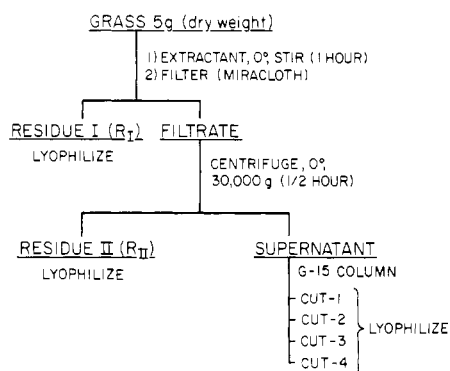 GRASS 5g (dry weight)
1) EXTRACTANT, 0°, STIR (1 HOUR)
2) FILTER (MIRACLOTH)
RESIDUE I (RI)
LYOPHILIZE
FILTRATE
CENTRIFUGE, 0°,
30,000 g (1/2 HOUR)
RESIDUE II (RII)
LYOPHILIZE
SUPERNATANT
G-15 COLUMN
CUT-1
CUT-2
CUT-3
CUT-4
LYOPHILIZE